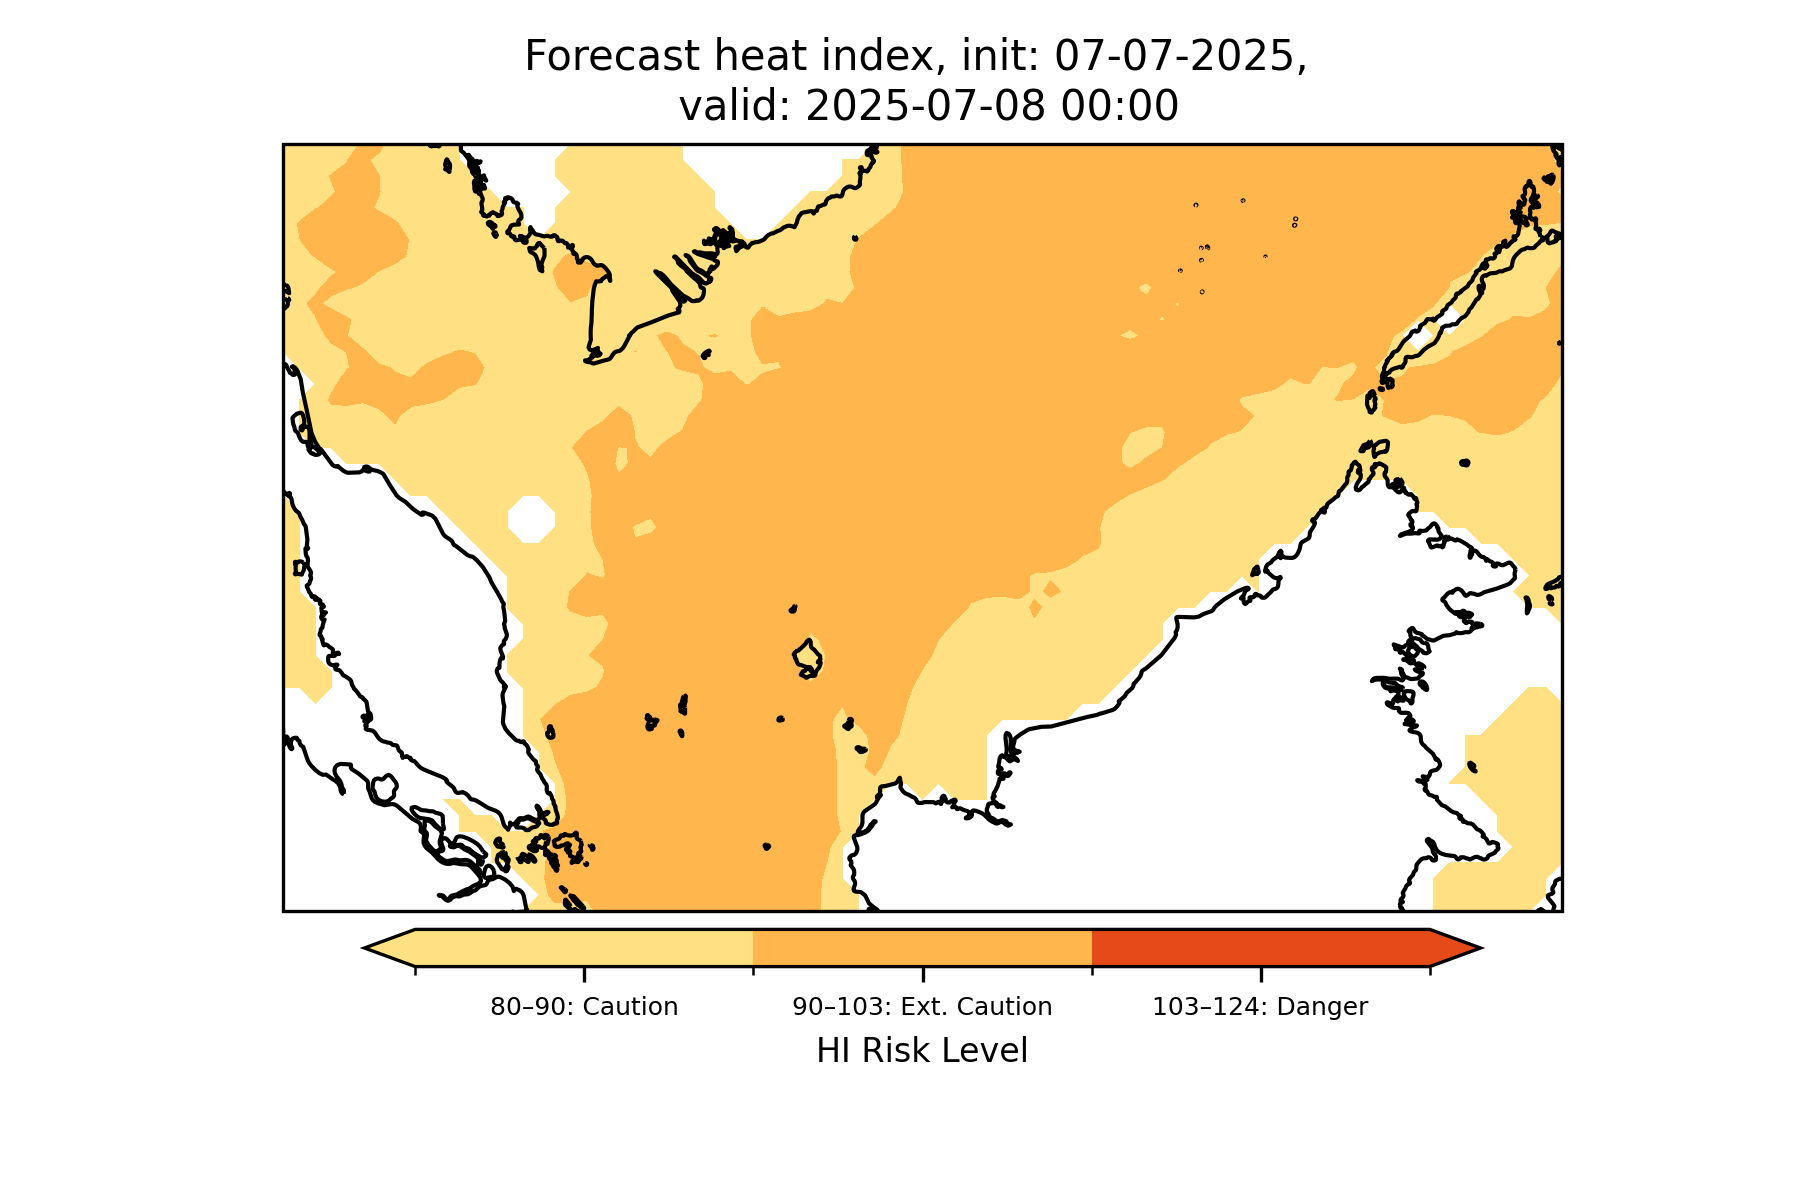 Forecast heat index, init: 07-07-2025,
valid: 2025-07-08 00:00
80–90: Caution
90–103: Ext. Caution
103–124: Danger
HI Risk Level